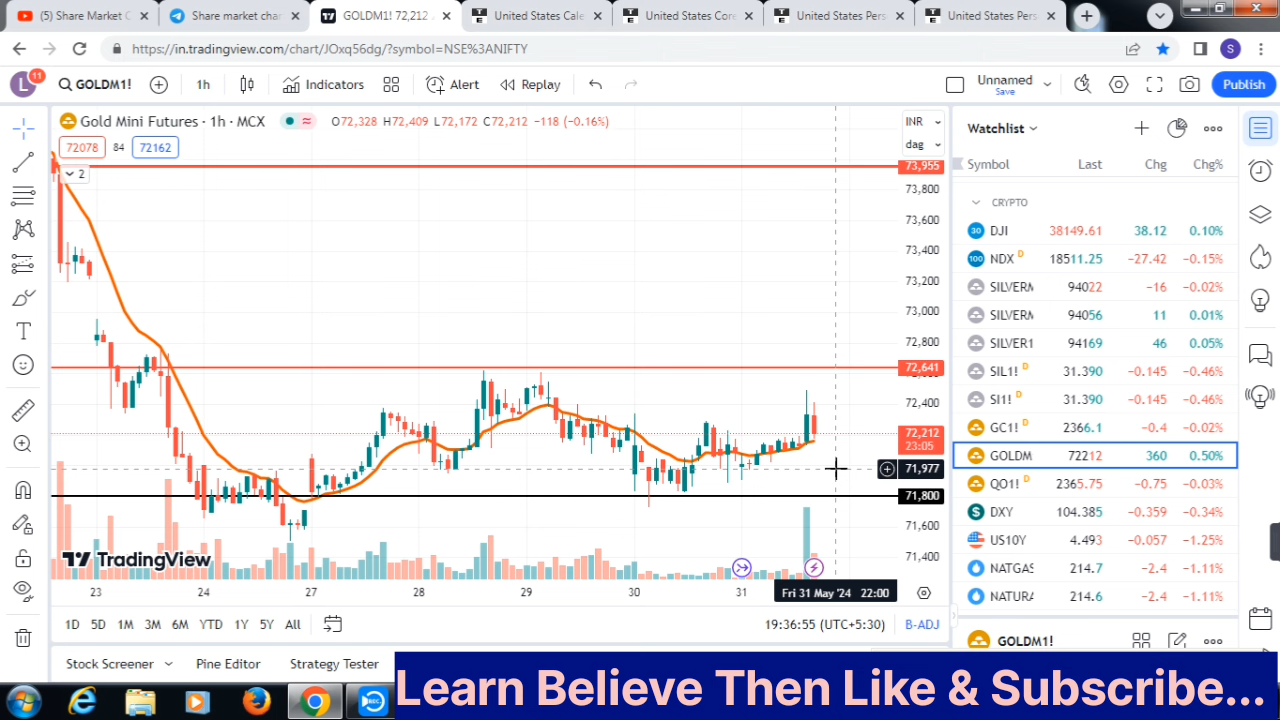 (5) Share Market C
Share market char
GOLDM1! 72,212
United States
United States Cor
United States Pers
United States Pers
https://in.tradingview.com/chart/JOxq56dg/?symbol=NSE%3ANIFTY
S
L
11
GOLDM1!
1h
Indicators
Alert
Replay
Unnamed
Save
Publish
Gold Mini Futures · 1h · MCX
O72,328 H72,409 L72,172 C72,212 -118 (-0.16%)
INR
dag
72078
84
72162
2
73,955
73,800
73,600
73,400
73,200
73,000
72,800
72,641
72,400
72,212
23:05
71,977
71,800
71,600
71,400
TradingView
23
24
27
28
29
30
31
Fri 31 May '24 22:00
1D
5D
1M
3M
6M
YTD
1Y
5Y
All
19:36:55 (UTC+5:30)
B-ADJ
Stock Screener
Pine Editor
Strategy Tester
Watchlist
Symbol Last Chg Chg%
CRYPTO
30 DJI 38149.61 38.12 0.10%
100 NDX D 18511.25 -27.42 -0.15%
SILVERM 94022 -16 -0.02%
SILVERM 94056 11 0.01%
SILVER1 94169 46 0.05%
SIL1! D 31.390 -0.145 -0.46%
SI1! D 31.390 -0.145 -0.46%
GC1! D 2366.1 -0.4 -0.02%
GOLDM 72212 360 0.50%
QO1! D 2365.75 -0.75 -0.03%
DXY 104.385 -0.359 -0.34%
US10Y 4.493 -0.057 -1.25%
NATGAS 214.7 -2.4 -1.11%
NATURA 214.6 -2.4 -1.11%
GOLDM1!
Learn Believe Then Like & Subscribe...